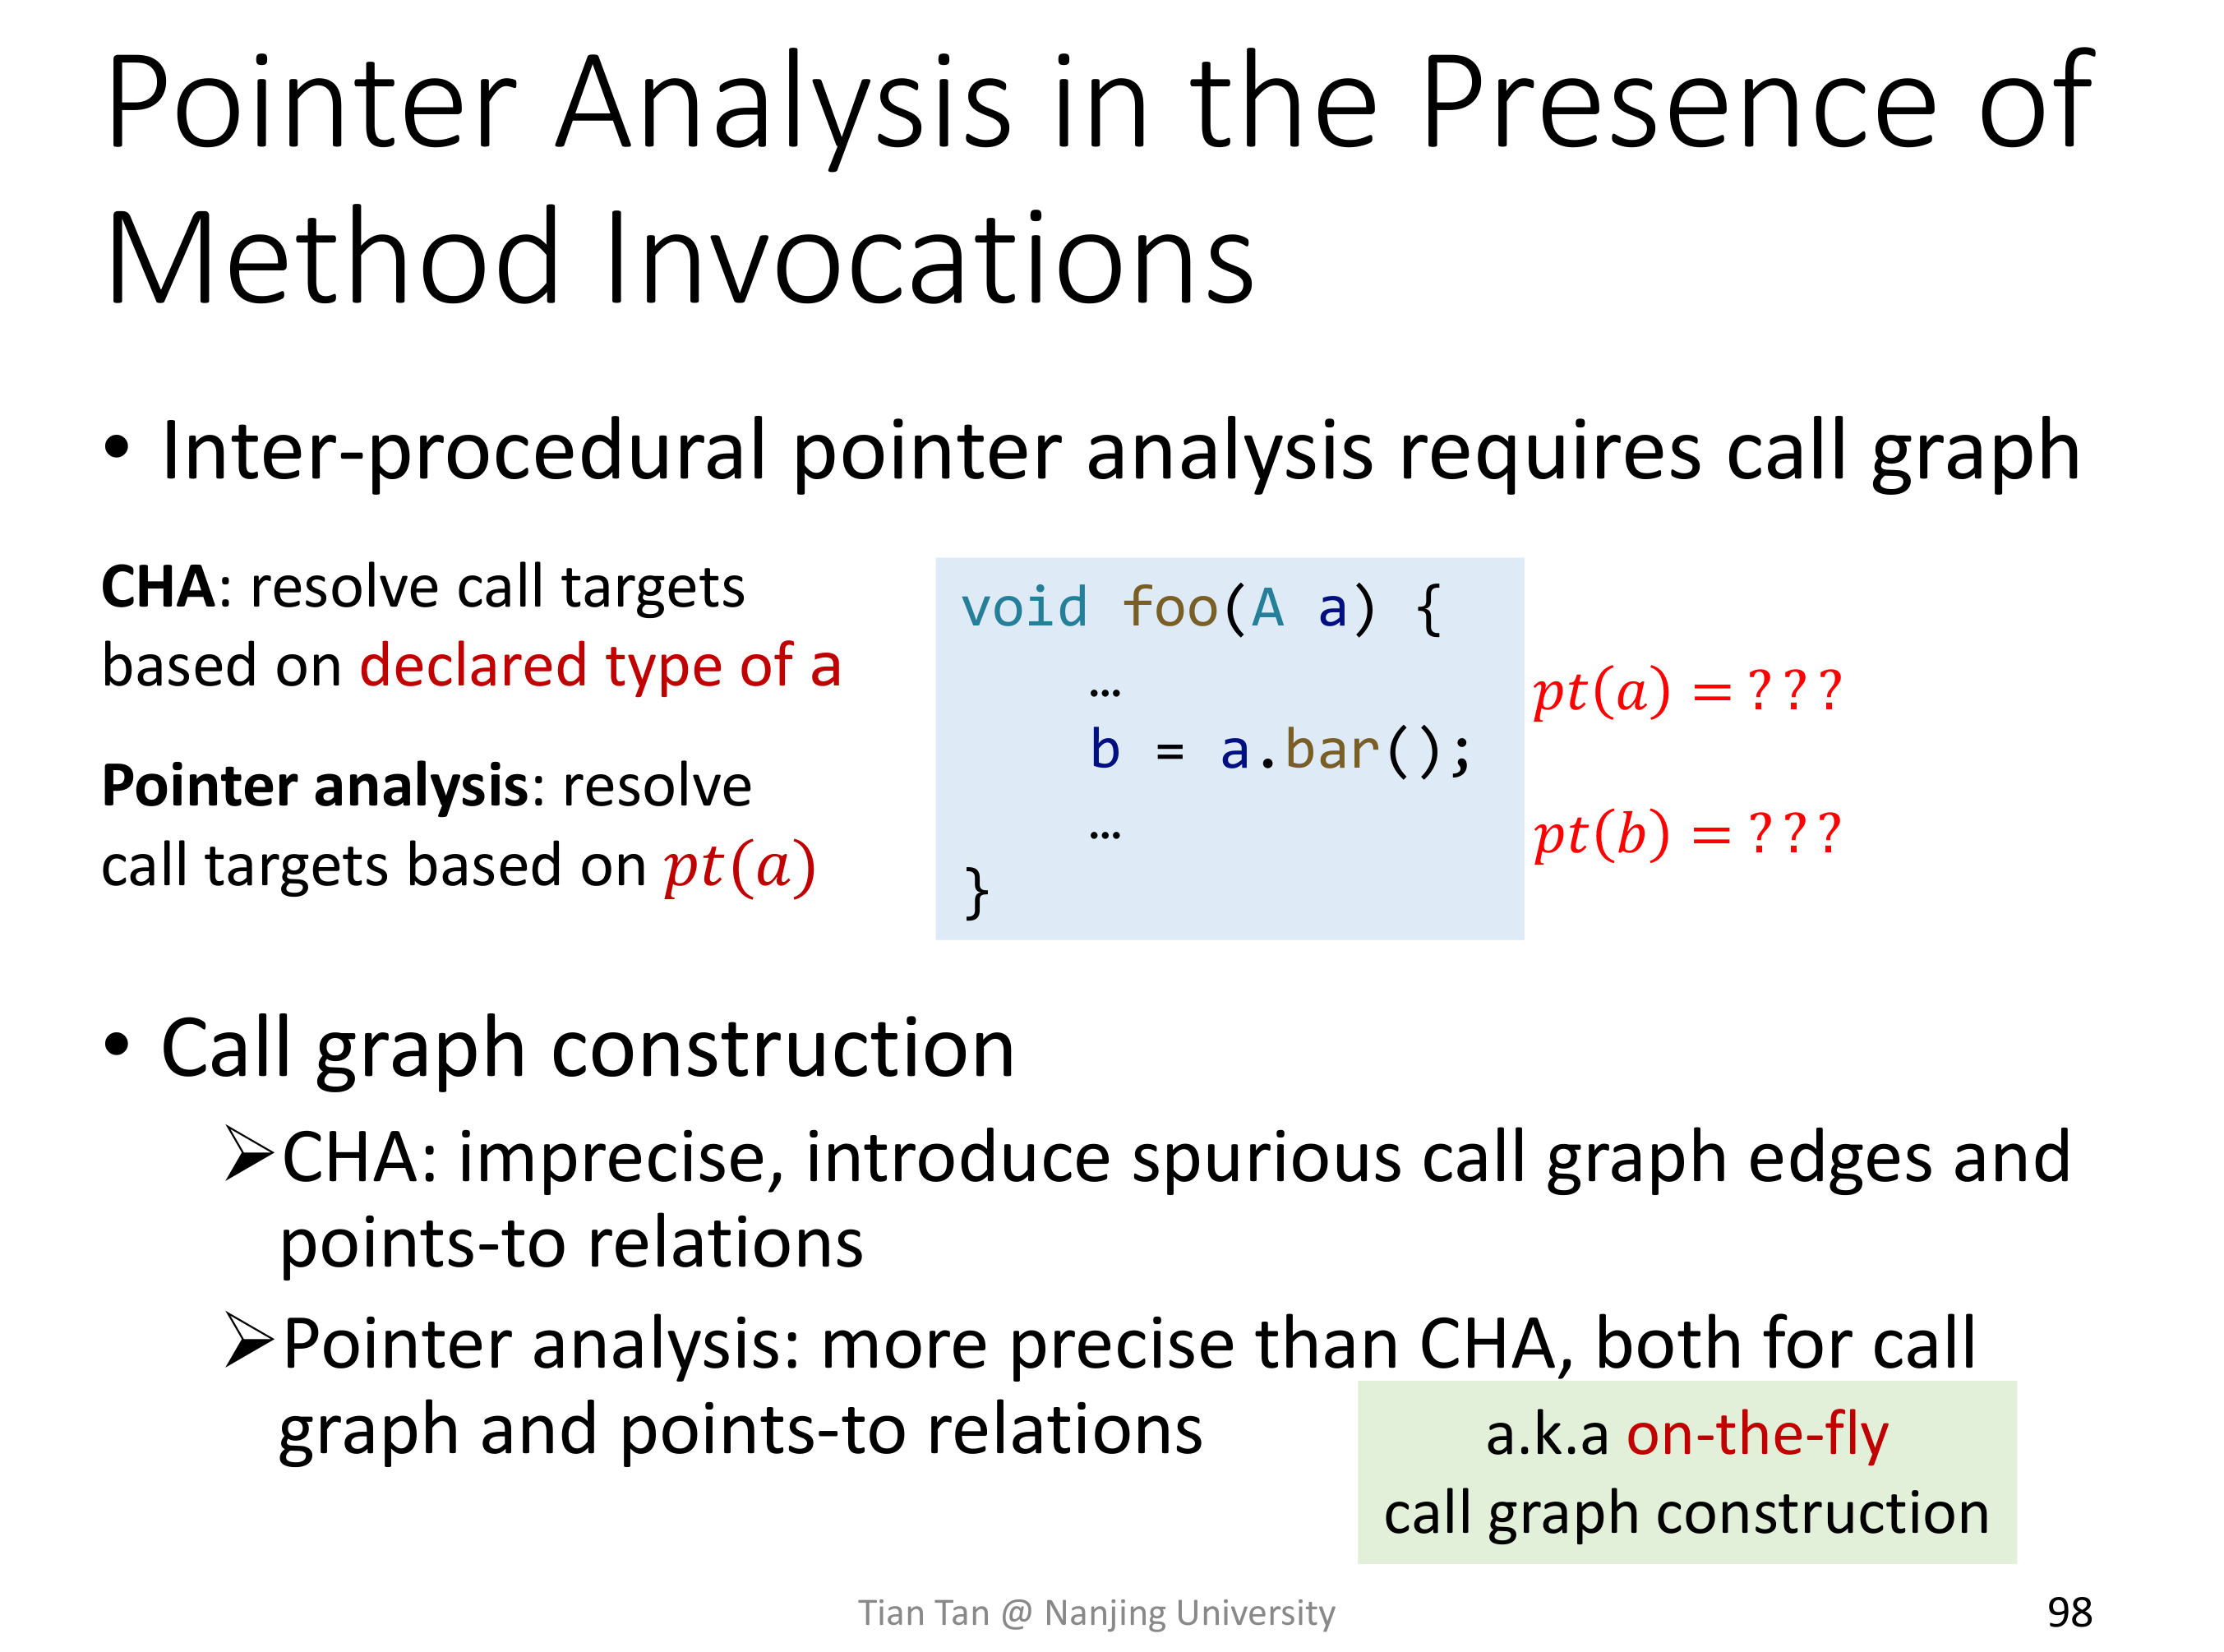 Pointer Analysis in the Presence of
Method Invocations
• Inter-procedural pointer analysis requires call graph
CHA: resolve call targets
based on declared type of a
Pointer analysis: resolve
call targets based on pt(a)
void foo(A a) {
…
b = a.bar();
…
}
pt(a) = ???
pt(b) = ???
• Call graph construction
➢CHA: imprecise, introduce spurious call graph edges and
points-to relations
➢Pointer analysis: more precise than CHA, both for call
graph and points-to relations
a.k.a on-the-fly
call graph construction
Tian Tan @ Nanjing University
98